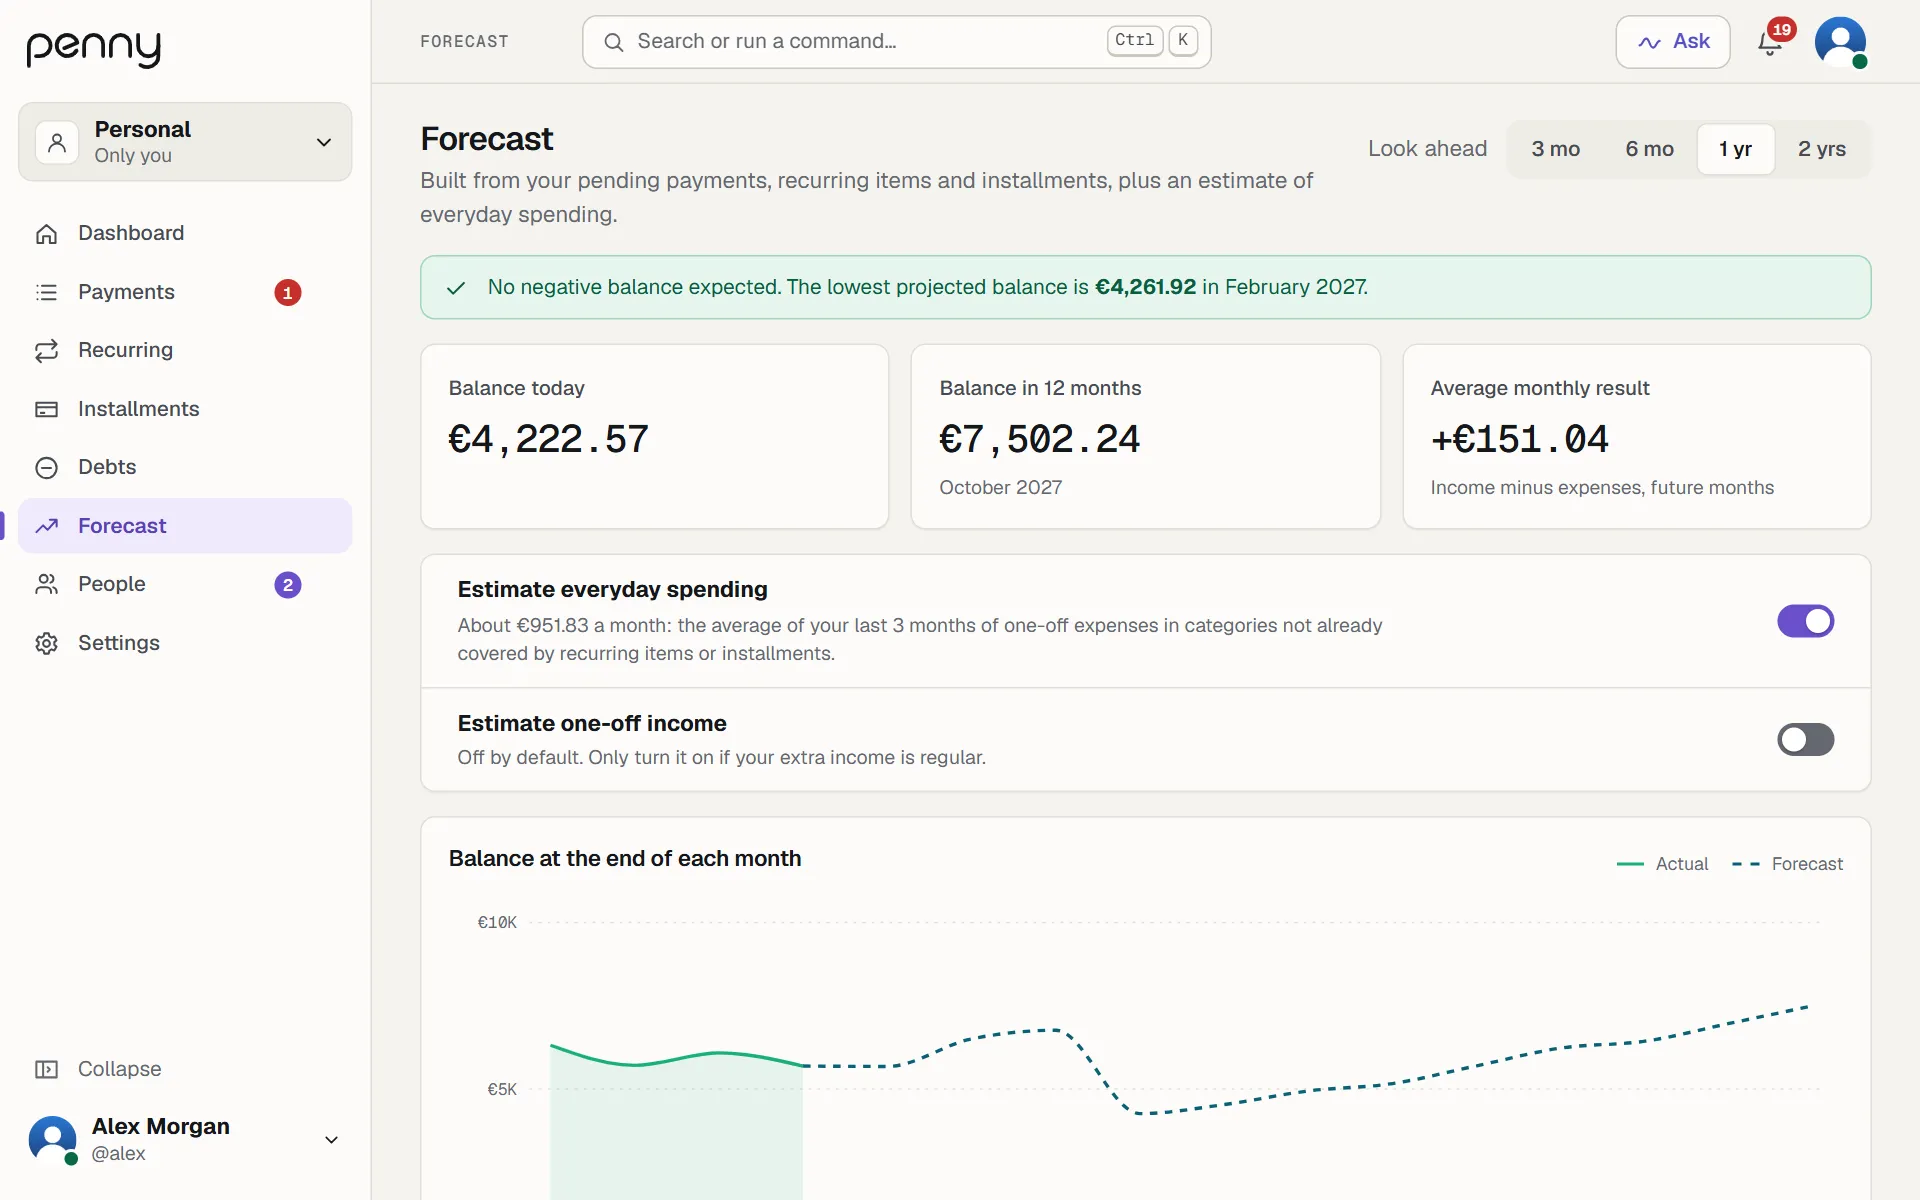 penny
Personal
Only you
Dashboard
Payments
1
Recurring
Installments
Debts
Forecast
People
2
Settings
Collapse
Alex Morgan
@alex
FORECAST
Search or run a command...
Ctrl
K
Ask
19
Forecast
Built from your pending payments, recurring items and installments, plus an estimate of
everyday spending.
Look ahead
3 mo
6 mo
1 yr
2 yrs
No negative balance expected. The lowest projected balance is €4,261.92 in February 2027.
Balance today
€4,222.57
Balance in 12 months
€7,502.24
October 2027
Average monthly result
+€151.04
Income minus expenses, future months
Estimate everyday spending
About €951.83 a month: the average of your last 3 months of one-off expenses in categories not already
covered by recurring items or installments.
Estimate one-off income
Off by default. Only turn it on if your extra income is regular.
Balance at the end of each month
Actual
Forecast
€10K
€5K